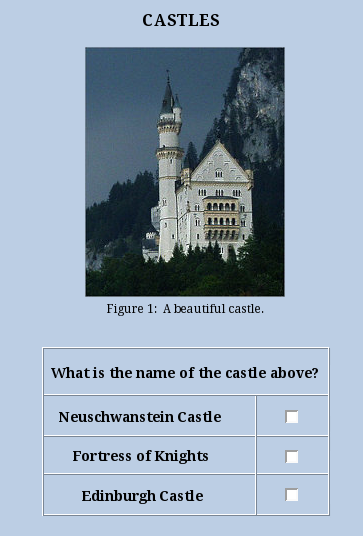 CASTLES
Figure 1: A beautiful castle.
What is the name of the castle above?
Neuschwanstein Castle
Fortress of Knights
Edinburgh Castle